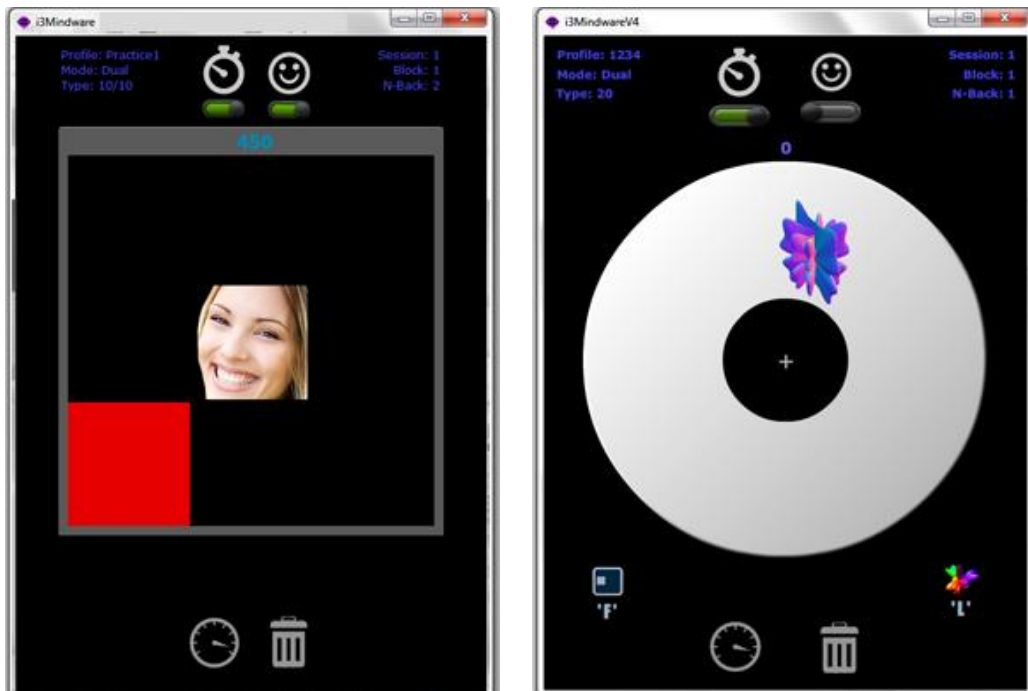 i3Mindware
Profile: Practice1
Mode: Dual
Type: 10/10
Session: 1
Block: 1
N-Back: 2
450
i3MindwareV4
Profile: 1234
Mode: Dual
Type: 20
Session: 1
Block: 1
N-Back: 1
0
'F'
'L'